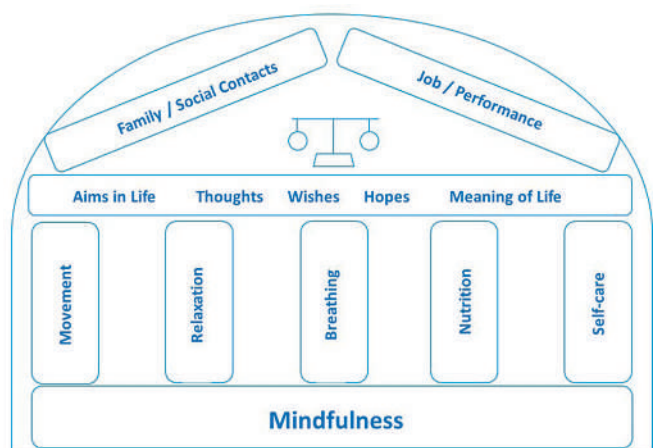 Family / Social Contacts
Job / Performance
Aims in Life Thoughts Wishes Hopes Meaning of Life
Movement
Relaxation
Breathing
Nutrition
Self-care
Mindfulness